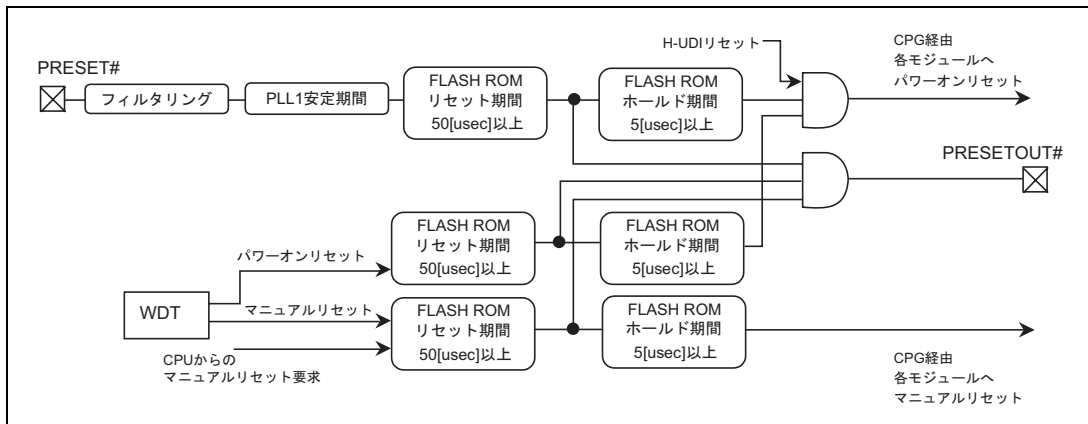 H-UDIリセット
CPG経由
各モジュールへ
パワーオンリセット
PRESET#
フィルタリング
PLL1安定期間
FLASH ROM
リセット期間
50[usec]以上
FLASH ROM
ホールド期間
5[usec]以上
PRESETOUT#
FLASH ROM
リセット期間
50[usec]以上
FLASH ROM
ホールド期間
5[usec]以上
パワーオンリセット
WDT
マニュアルリセット
FLASH ROM
リセット期間
50[usec]以上
FLASH ROM
ホールド期間
5[usec]以上
CPUからの
マニュアルリセット要求
CPG経由
各モジュールへ
マニュアルリセット